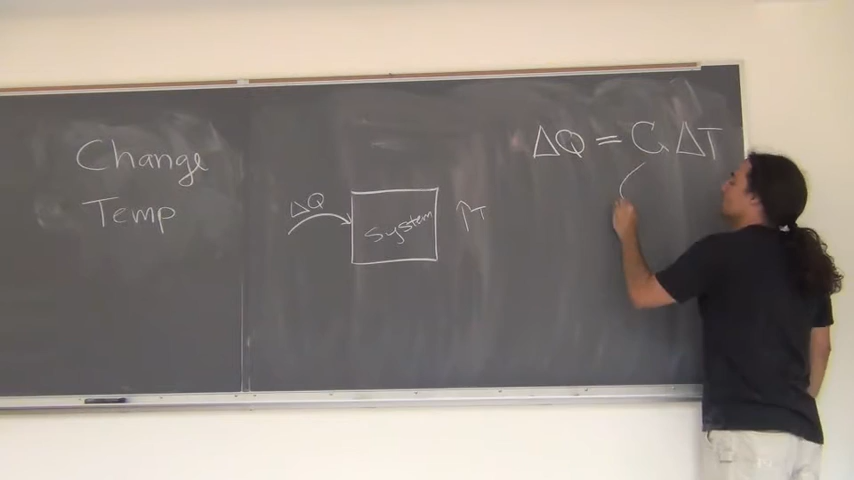 Change
Temp
ΔQ
System
↑T
ΔQ = C ΔT